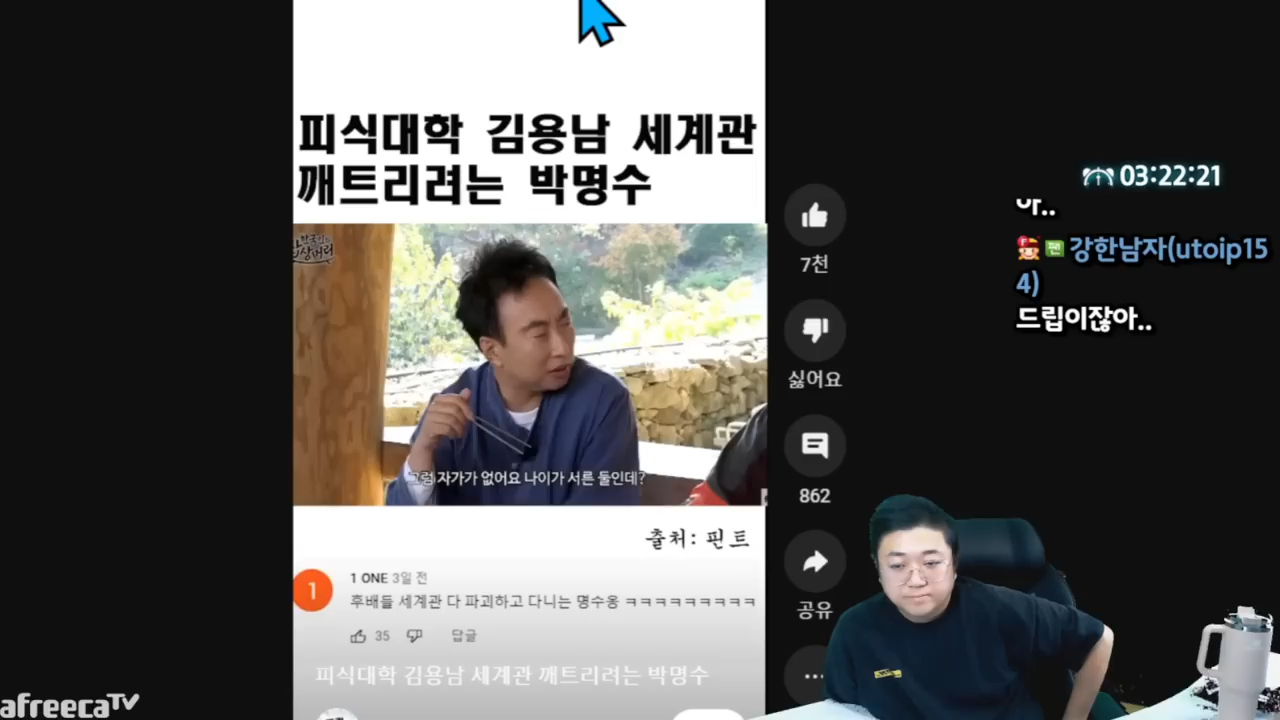 피식대학 김용남 세계관
깨트리려는 박명수
그럼 자가가 없어요 나이가 서른 둘인데?
출처: 핀트
1
1 ONE 3일 전
후배들 세계관 다 파괴하고 다니는 명수옹 ㅋㅋㅋㅋㅋㅋㅋㅋㅋ
35 답글
피식대학 김용남 세계관 깨트리려는 박명수
7천
싫어요
862
공유
03:22:21
아..
팬 강한남자(utoip15
4)
드립이잖아..
afreecaTV